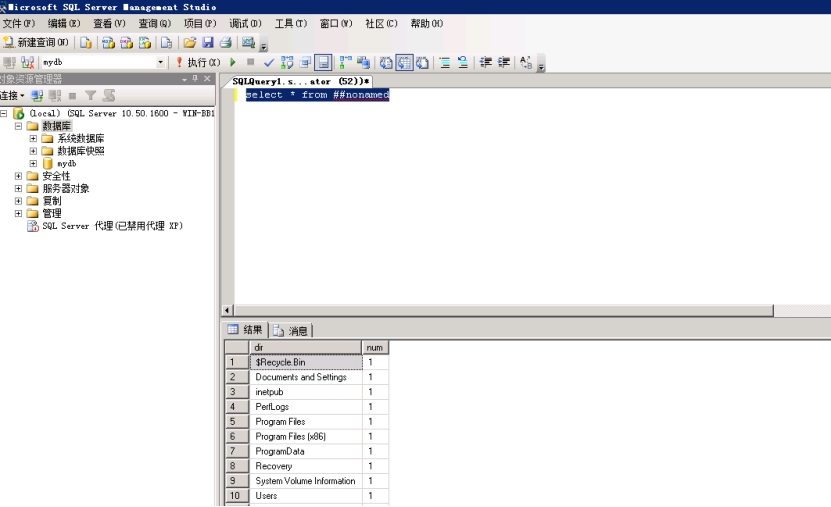 Microsoft SQL Server Management Studio
文件(F) 编辑(E) 查看(V) 查询(Q) 项目(P) 调试(D) 工具(T) 窗口(W) 社区(C) 帮助(H)
新建查询(N)
mydb 执行(X)
对象资源管理器
连接
(local) (SQL Server 10.50.1600 - WIN-BB1
数据库
系统数据库
数据库快照
mydb
安全性
服务器对象
复制
管理
SQL Server 代理(已禁用代理 XP)
SQLQuery1.s...ator (52))*
select * from ##nonamed
结果 消息
dir num
1 $Recycle.Bin 1
2 Documents and Settings 1
3 inetpub 1
4 PerfLogs 1
5 Program Files 1
6 Program Files (x86) 1
7 ProgramData 1
8 Recovery 1
9 System Volume Information 1
10 Users 1